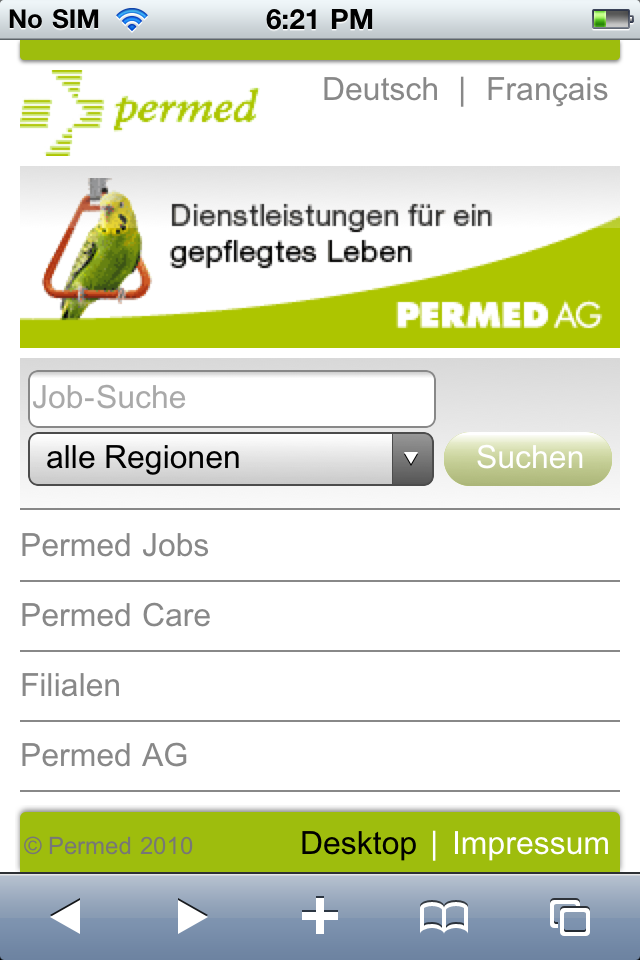 No SIM 6:21 PM
permed
Deutsch | Français
Dienstleistungen für ein
gepflegtes Leben
PERMED AG
Job-Suche
alle Regionen
Suchen
Permed Jobs
Permed Care
Filialen
Permed AG
© Permed 2010 Desktop | Impressum